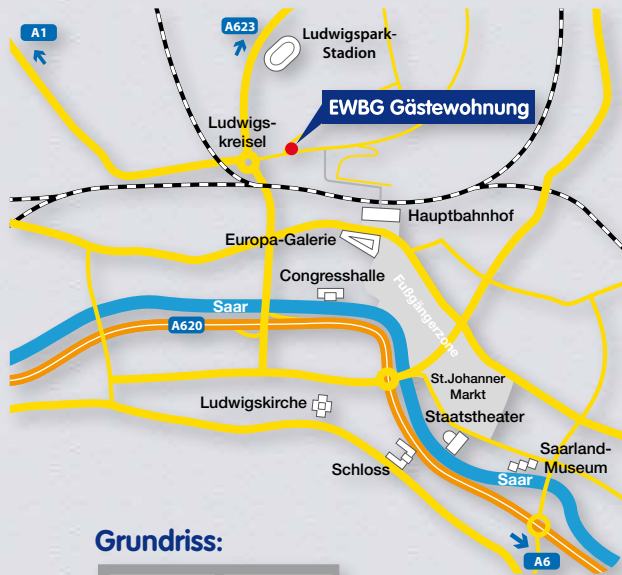 A1
A623
Ludwigspark-
Stadion
EWBG Gästewohnung
Ludwigs-
kreisel
Hauptbahnhof
Europa-Galerie
Congresshalle
Fußgängerzone
Saar
A620
St.Johanner
Markt
Ludwigskirche
Staatstheater
Saarland-
Museum
Schloss
Saar
Grundriss:
A6